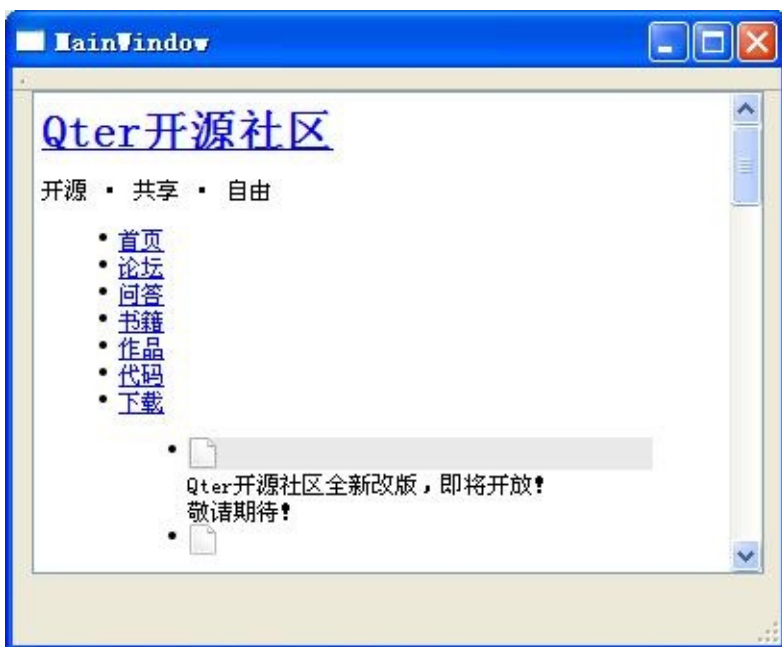 MainWindow
Qter开源社区
开源 · 共享 · 自由
首页
论坛
问答
书籍
作品
代码
下载
Qter开源社区全新改版，即将开放！
敬请期待！